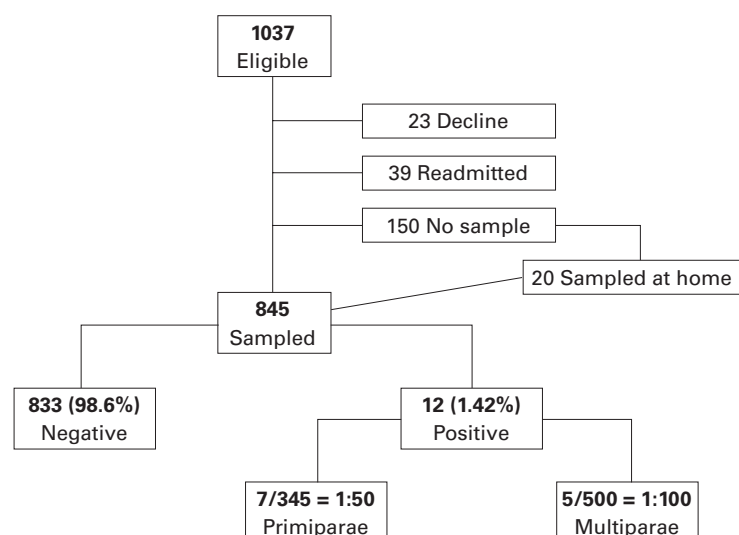 1037
Eligible
23 Decline
39 Readmitted
150 No sample
20 Sampled at home
845
Sampled
833 (98.6%)
Negative
12 (1.42%)
Positive
7/345 = 1:50
Primiparae
5/500 = 1:100
Multiparae